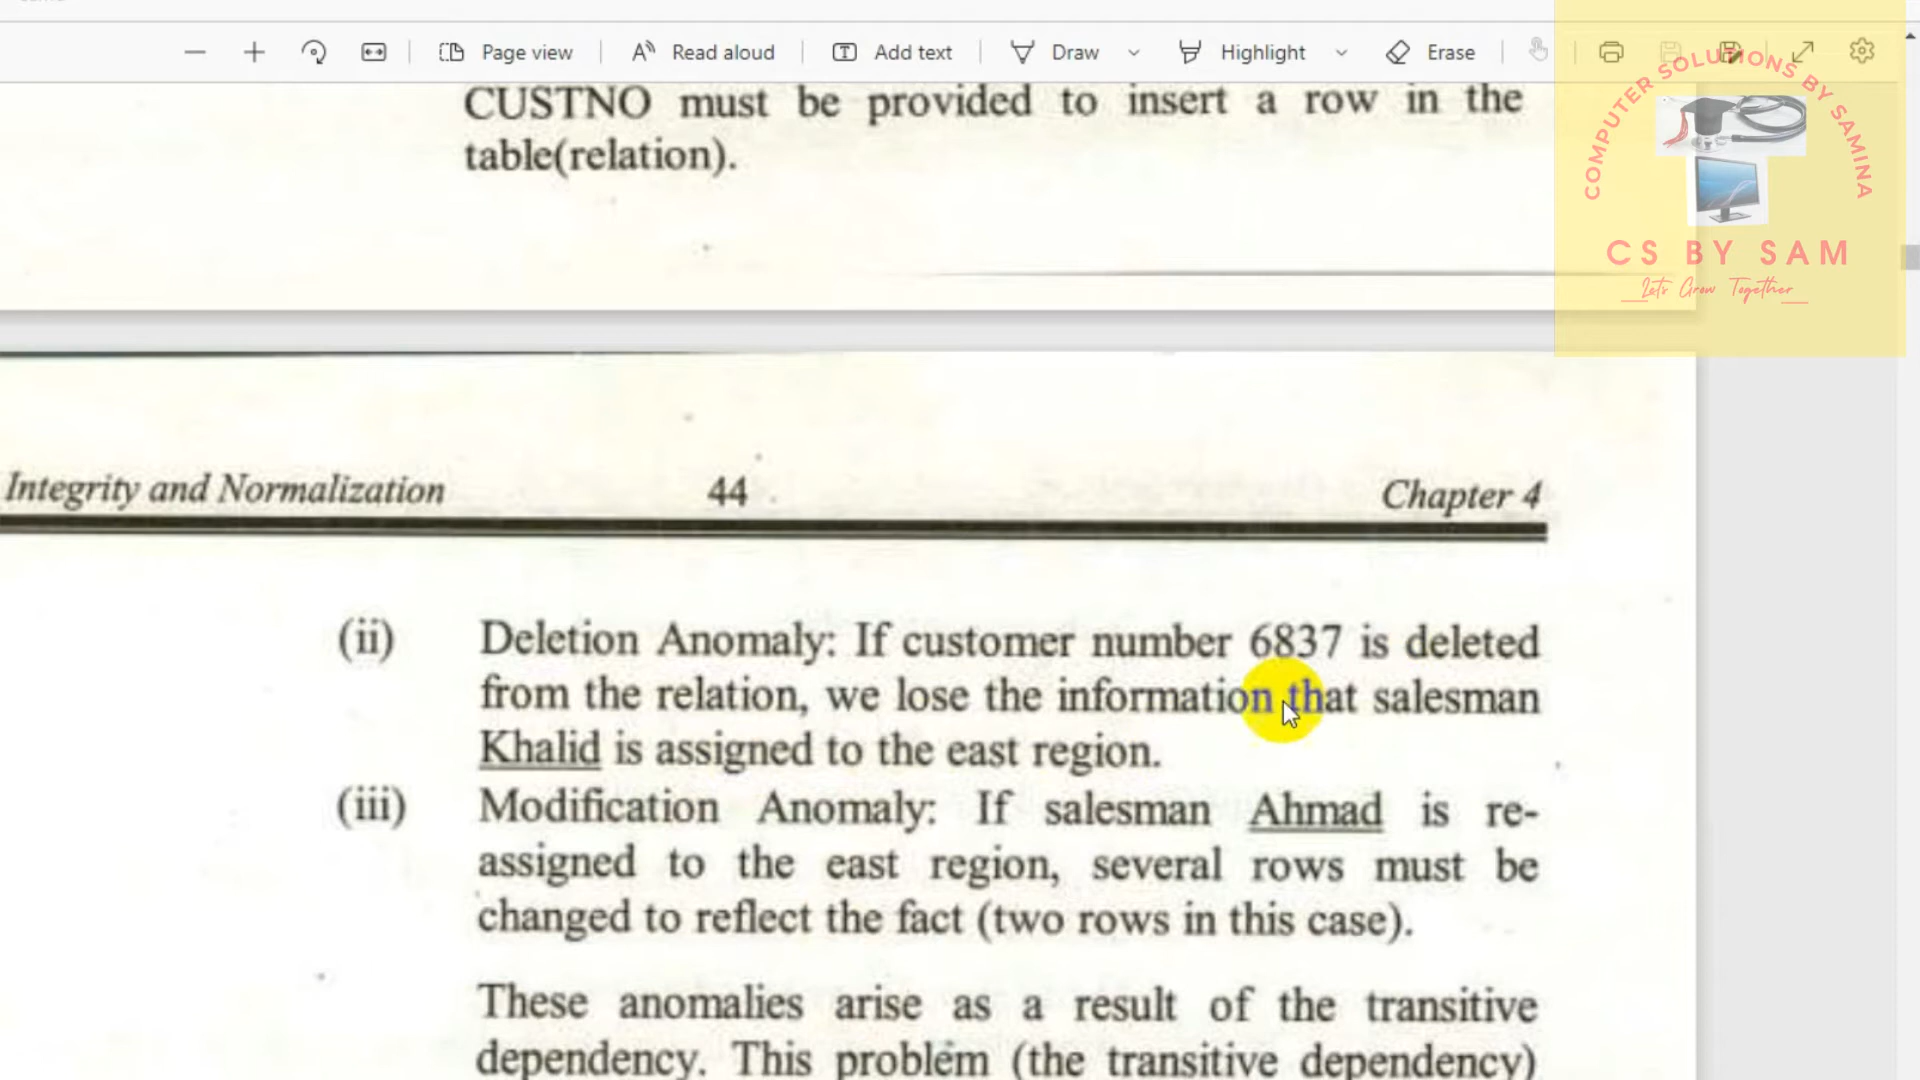 Page view
Read aloud
Add text
Draw
Highlight
Erase
COMPUTER SOLUTIONS BY SAMINA
CS BY SAM
Let's Grow Together
CUSTNO must be provided to insert a row in the
table(relation).
Integrity and Normalization 44 Chapter 4
(ii) Deletion Anomaly: If customer number 6837 is deleted
from the relation, we lose the information that salesman
Khalid is assigned to the east region.
(iii) Modification Anomaly: If salesman Ahmad is re-
assigned to the east region, several rows must be
changed to reflect the fact (two rows in this case).
These anomalies arise as a result of the transitive
dependency. This problem (the transitive dependency)